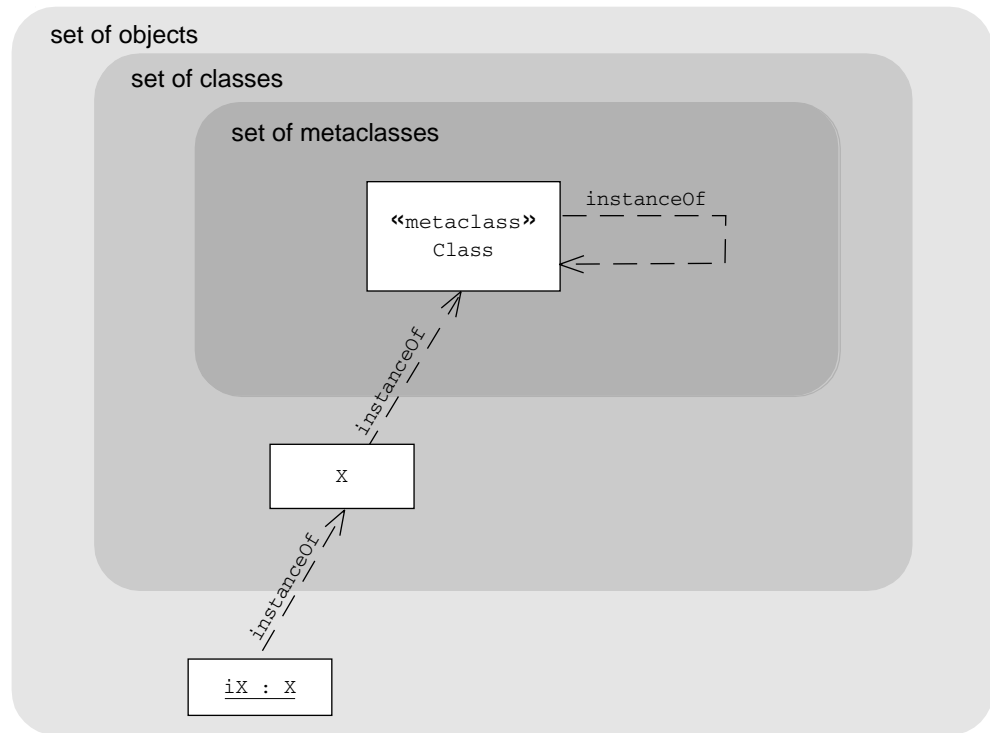 set of objects
set of classes
set of metaclasses
«metaclass»
Class
instanceOf
instanceOf
X
instanceOf
iX : X